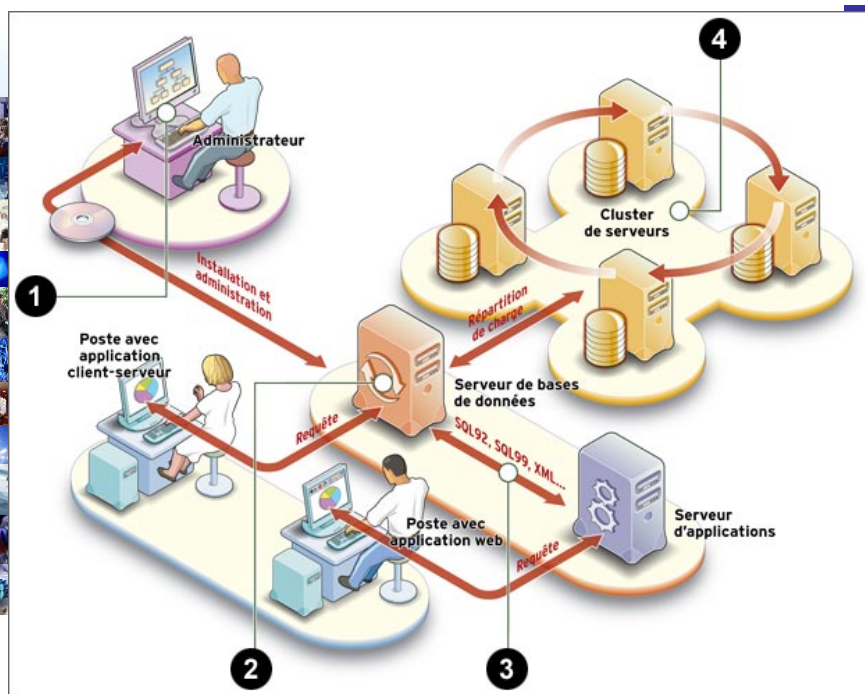 4
Administrateur
Cluster
de serveurs
1
Installation et
administration
Répartition
de charge
Poste avec
application
client-serveur
Serveur de bases
de données
Requête
SQL92, SQL99, XML...
Poste avec
application web
Serveur
d'applications
Requête
2
3